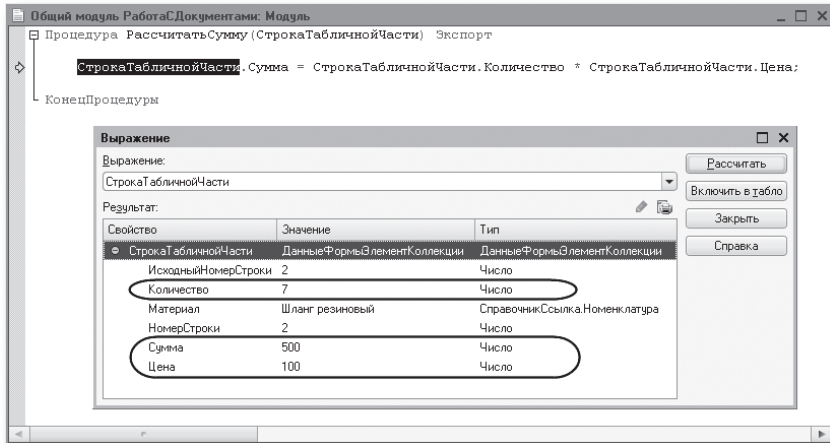 Общий модуль РаботаСДокументами: Модуль
Процедура РассчитатьСумму(СтрокаТабличнойЧасти) Экспорт
СтрокаТабличнойЧасти.Сумма = СтрокаТабличнойЧасти.Количество * СтрокаТабличнойЧасти.Цена;
КонецПроцедуры
Выражение
Выражение:
СтрокаТабличнойЧасти
Рассчитать
Включить в табло
Результат:
Закрыть
Свойство Значение Тип
Справка
СтрокаТабличнойЧасти ДанныеФормыЭлементКоллекции ДанныеФормыЭлементКоллекции
ИсходныйНомерСтроки 2 Число
Количество 7 Число
Материал Шланг резиновый СправочникСсылка.Номенклатура
НомерСтроки 2 Число
Сумма 500 Число
Цена 100 Число